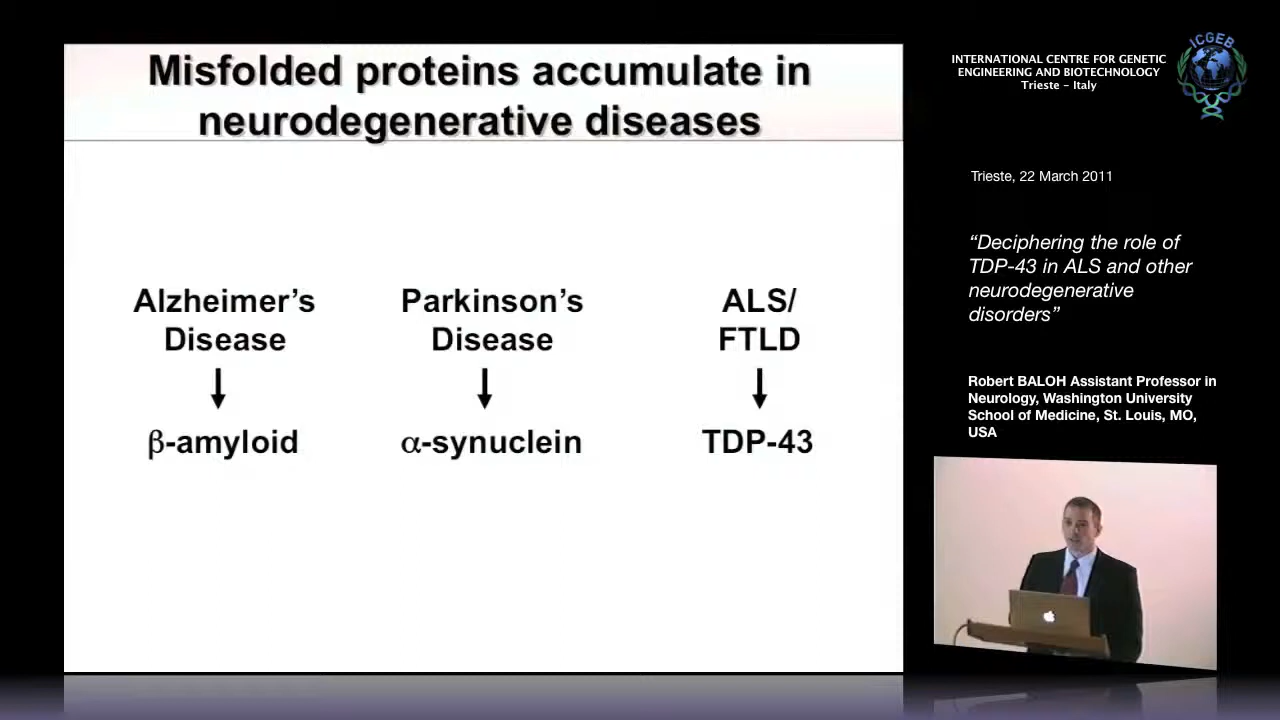 Misfolded proteins accumulate in
neurodegenerative diseases
Alzheimer’s
Disease
β-amyloid
Parkinson’s
Disease
α-synuclein
ALS/
FTLD
TDP-43
INTERNATIONAL CENTRE FOR GENETIC
ENGINEERING AND BIOTECHNOLOGY
Trieste - Italy
ICGEB
Trieste, 22 March 2011
“Deciphering the role of
TDP-43 in ALS and other
neurodegenerative
disorders”
Robert BALOH Assistant Professor in
Neurology, Washington University
School of Medicine, St. Louis, MO,
USA